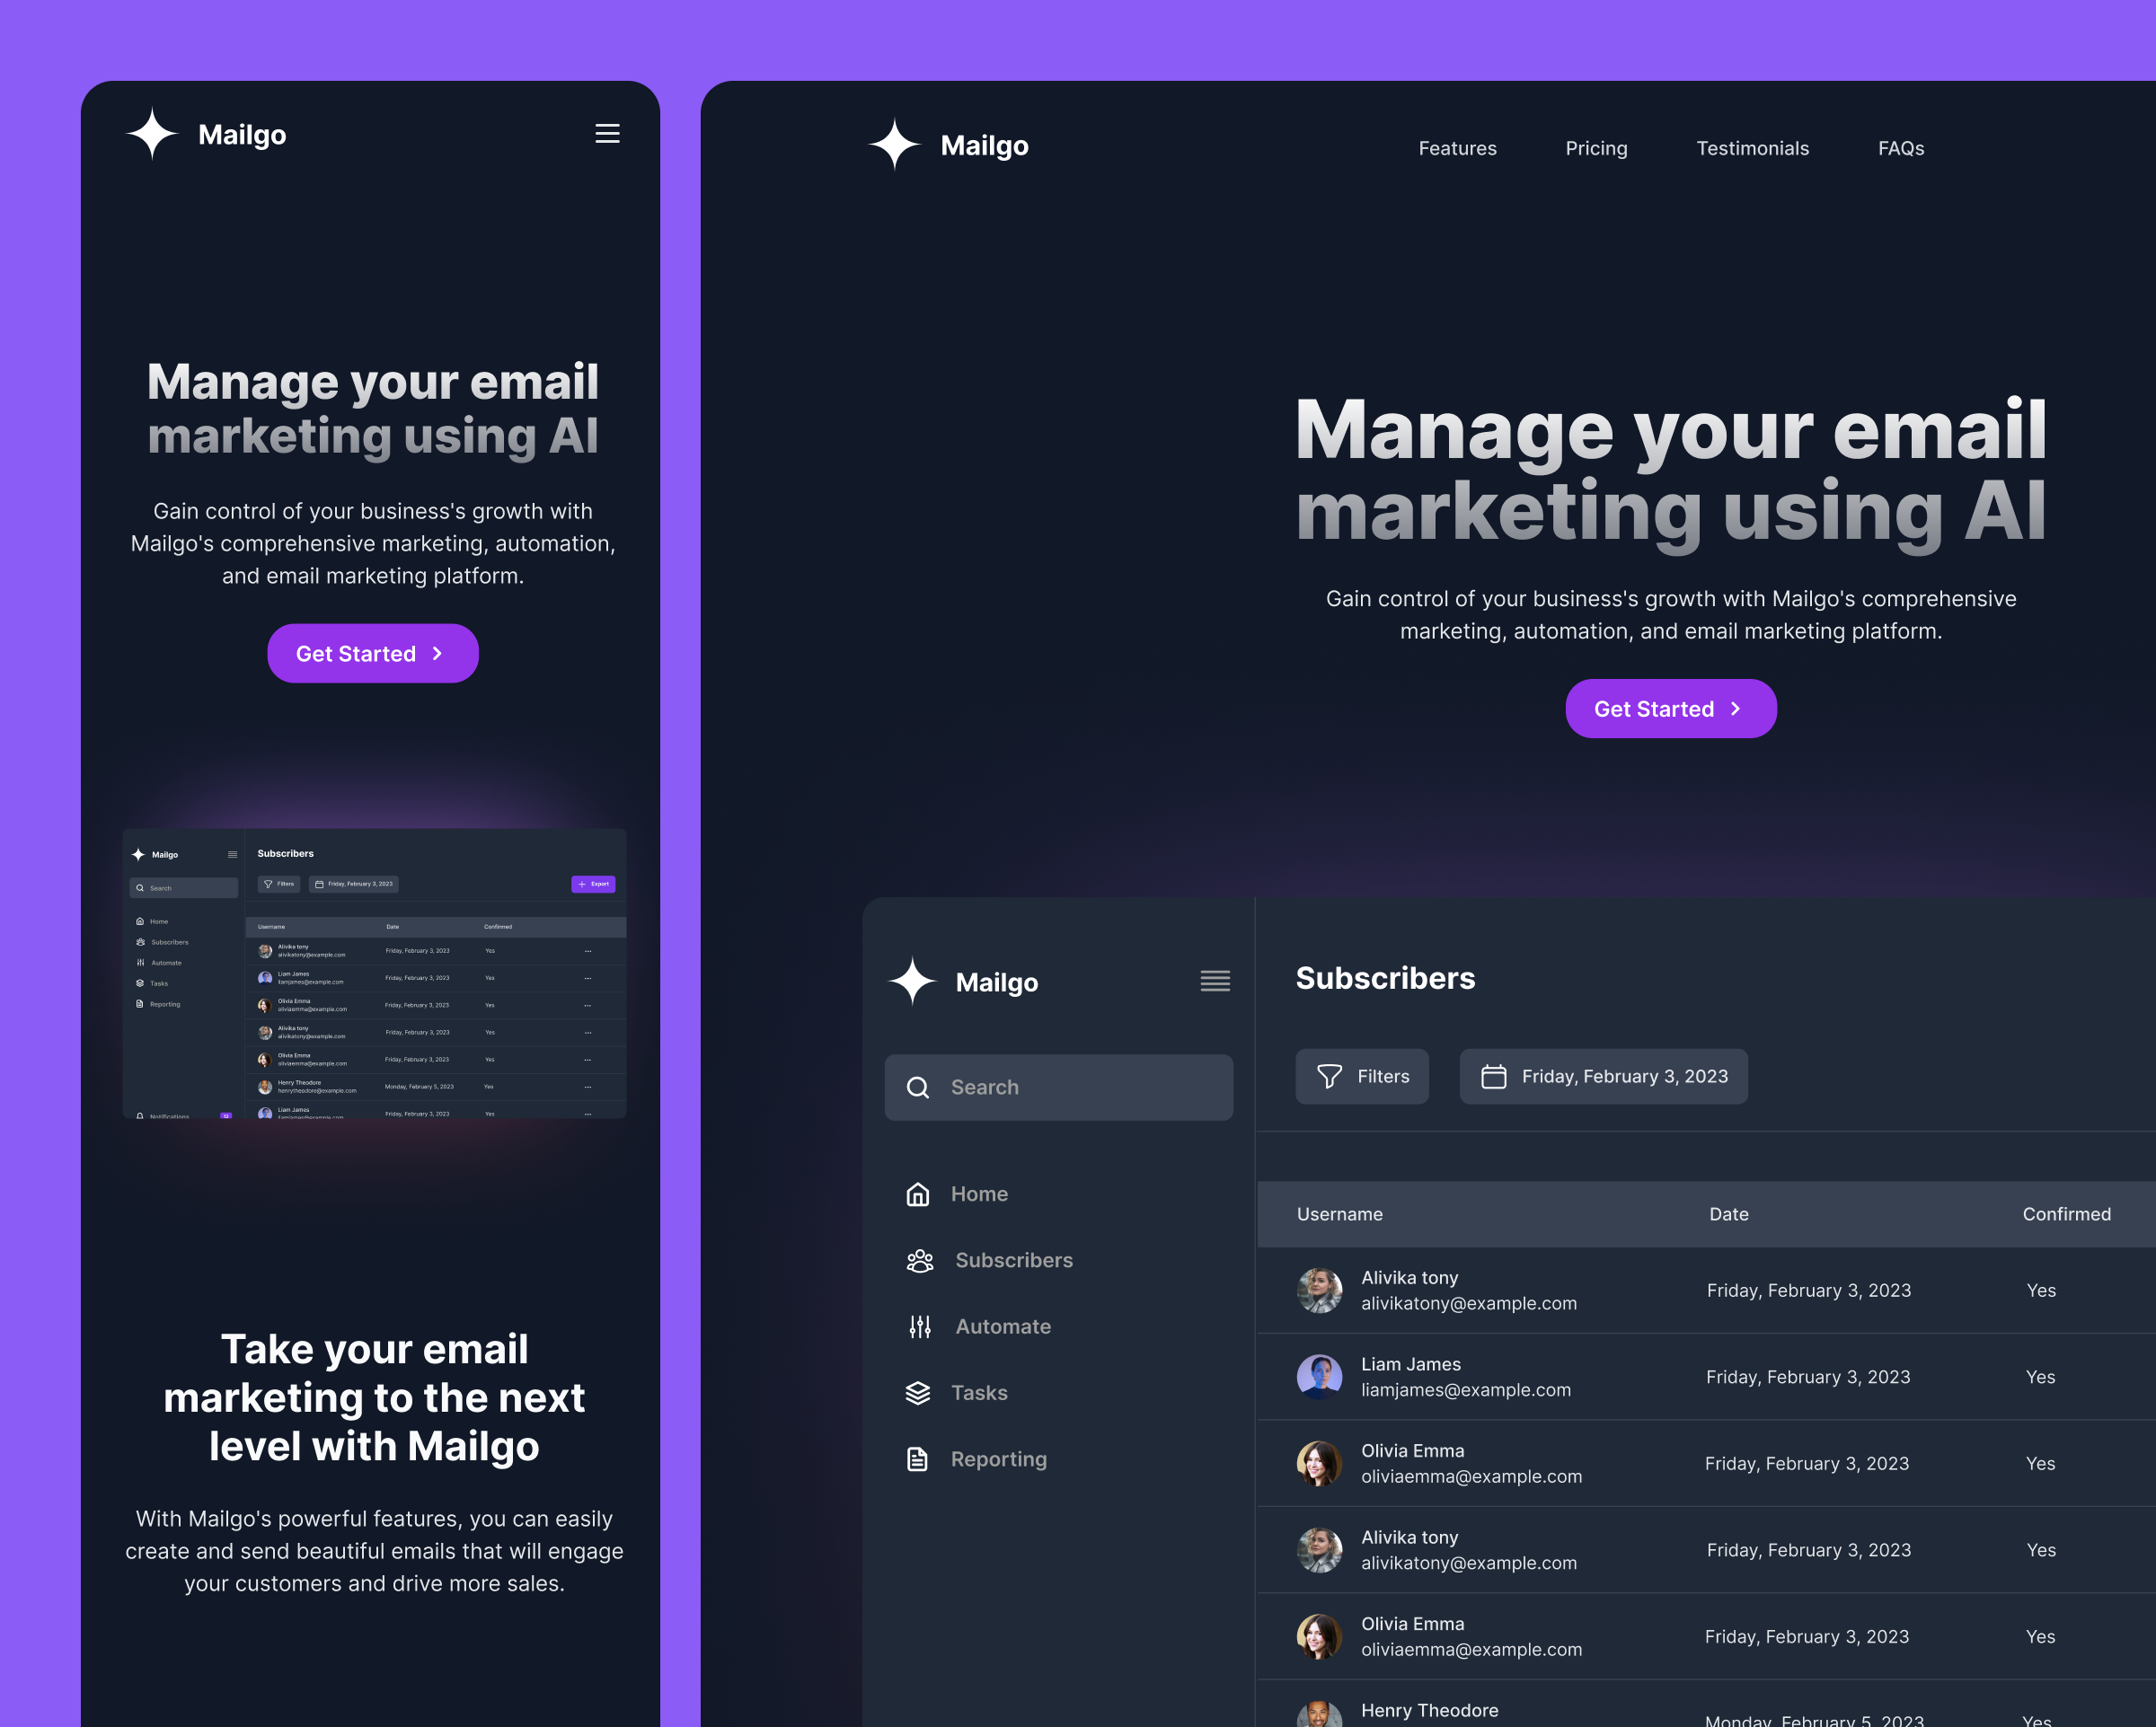 Mailgo
Manage your email
marketing using AI
Gain control of your business's growth with
Mailgo's comprehensive marketing, automation,
and email marketing platform.
Get Started
Mailgo
Search
Home
Subscribers
Automate
Tasks
Reporting
Notifications
Subscribers
Filters
Friday, February 3, 2023
Export
Username Date Confirmed
Alivika tony
alivikatony@example.com
Friday, February 3, 2023 Yes
Liam James
liamjames@example.com
Friday, February 3, 2023 Yes
Olivia Emma
oliviaemma@example.com
Friday, February 3, 2023 Yes
Alivika tony
alivikatony@example.com
Friday, February 3, 2023 Yes
Olivia Emma
oliviaemma@example.com
Friday, February 3, 2023 Yes
Henry Theodore
henrytheodore@example.com
Monday, February 5, 2023 Yes
Liam James
liamjames@example.com
Friday, February 3, 2023 Yes
Take your email
marketing to the next
level with Mailgo
With Mailgo's powerful features, you can easily
create and send beautiful emails that will engage
your customers and drive more sales.
Mailgo
Features Pricing Testimonials FAQs
Manage your email
marketing using AI
Gain control of your business's growth with Mailgo's comprehensive
marketing, automation, and email marketing platform.
Get Started
Mailgo
Search
Home
Subscribers
Automate
Tasks
Reporting
Subscribers
Filters
Friday, February 3, 2023
Username Date Confirmed
Alivika tony
alivikatony@example.com
Friday, February 3, 2023 Yes
Liam James
liamjames@example.com
Friday, February 3, 2023 Yes
Olivia Emma
oliviaemma@example.com
Friday, February 3, 2023 Yes
Alivika tony
alivikatony@example.com
Friday, February 3, 2023 Yes
Olivia Emma
oliviaemma@example.com
Friday, February 3, 2023 Yes
Henry Theodore
Monday, February 5, 2023 Yes